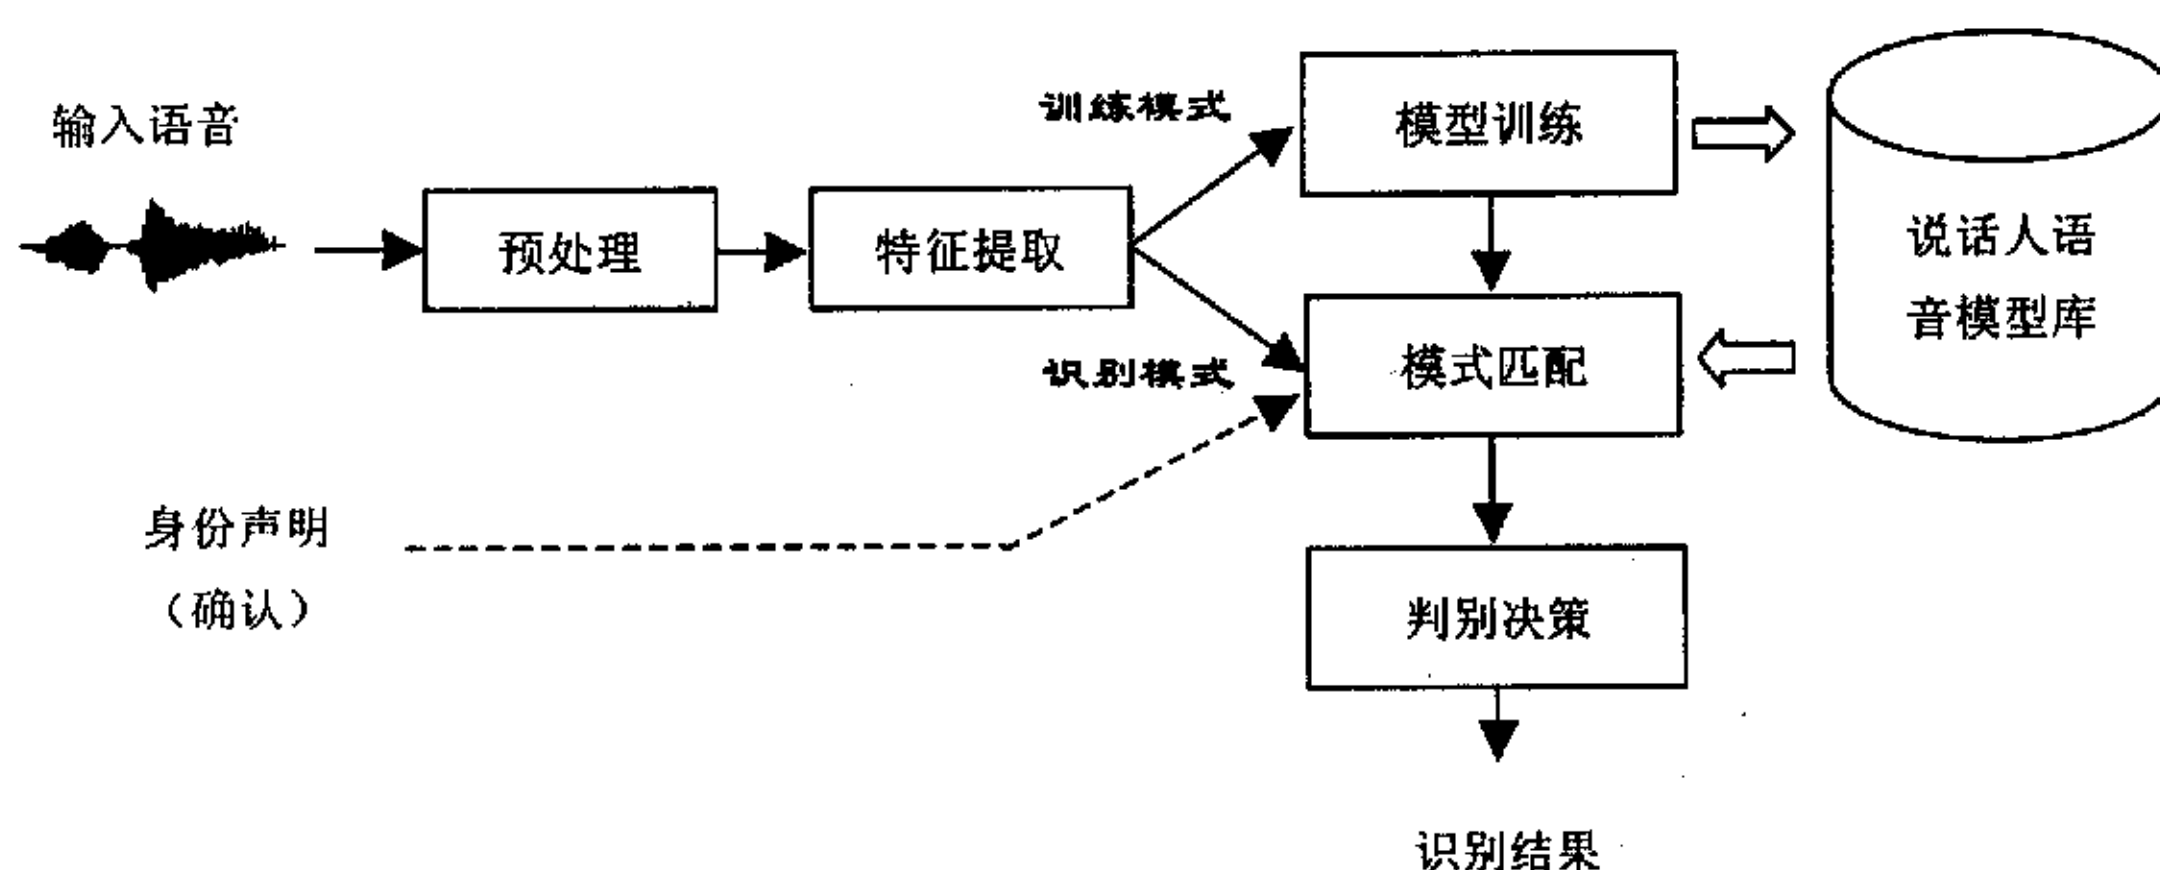 输入语音
预处理
特征提取
训练模式
识别模式
模型训练
模式匹配
判别决策
识别结果
说话人语
音模型库
身份声明
（确认）